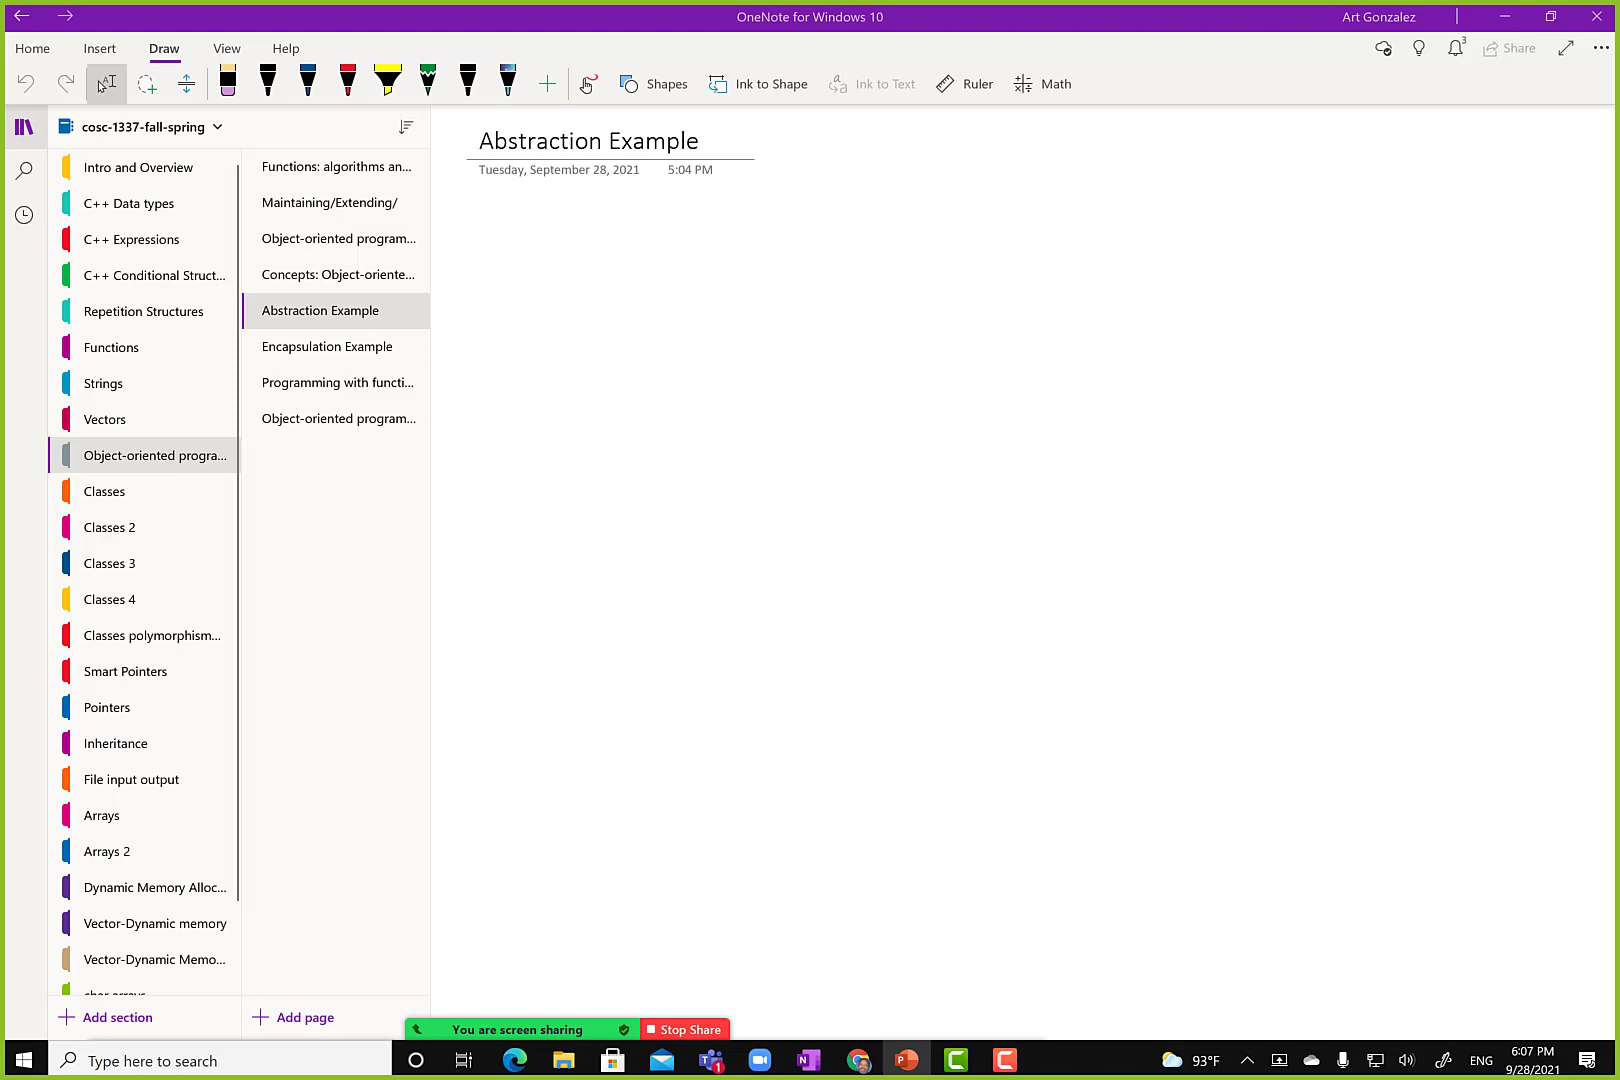 OneNote for Windows 10
Art Gonzalez
Home Insert Draw View Help
3
Share
Shapes Ink to Shape Ink to Text Ruler Math
cosc-1337-fall-spring
Intro and Overview
C++ Data types
C++ Expressions
C++ Conditional Struct...
Repetition Structures
Functions
Strings
Vectors
Object-oriented progra...
Classes
Classes 2
Classes 3
Classes 4
Classes polymorphism...
Smart Pointers
Pointers
Inheritance
File input output
Arrays
Arrays 2
Dynamic Memory Alloc...
Vector-Dynamic memory
Vector-Dynamic Memo...
char arrays
Add section
Functions: algorithms an...
Maintaining/Extending/
Object-oriented program...
Concepts: Object-oriente...
Abstraction Example
Encapsulation Example
Programming with functi...
Object-oriented program...
Add page
Abstraction Example
Tuesday, September 28, 2021 5:04 PM
You are screen sharing
Stop Share
Type here to search
1
93°F
ENG
6:07 PM
9/28/2021